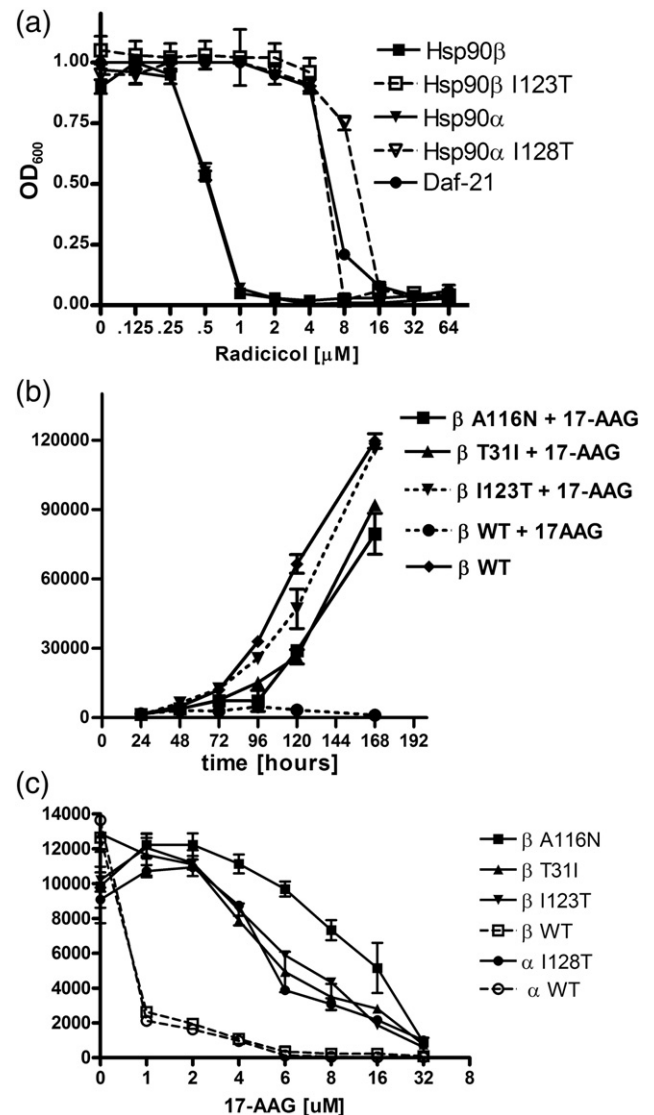 (a)
1.00
0.75
0.50
0.25
0.00
OD600
0 .125 .25 .5 1 2 4 8 16 32 64
Radicicol [μM]
Hsp90β
Hsp90β I123T
Hsp90α
Hsp90α I128T
Daf-21
(b)
120000
90000
60000
30000
0
0 24 48 72 96 120 144 168 192
time [hours]
β A116N + 17-AAG
β T31I + 17-AAG
β I123T + 17-AAG
β WT + 17AAG
β WT
(c)
14000
12000
10000
8000
6000
4000
2000
0
0 1 2 4 6 8 16 32 8
17-AAG [uM]
β A116N
β T31I
β I123T
β WT
α I128T
α WT